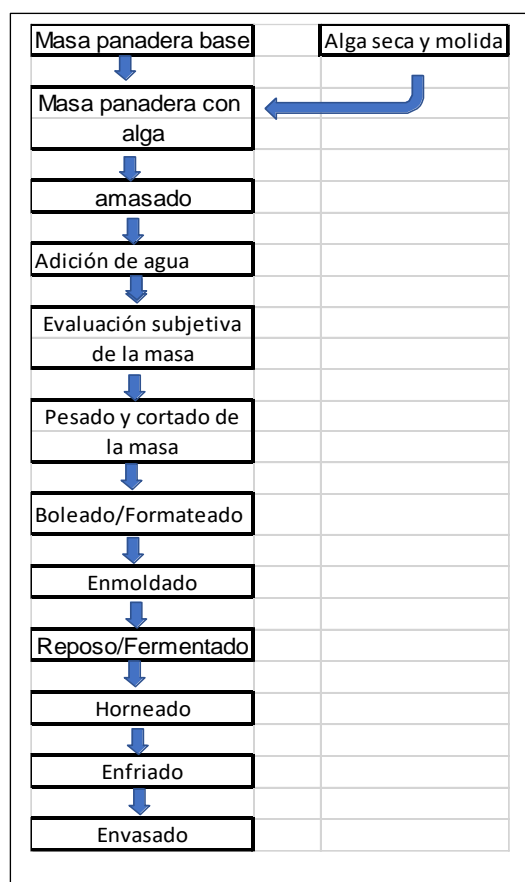 Masa panadera base
Alga seca y molida
Masa panadera con
alga
amasado
Adición de agua
Evaluación subjetiva
de la masa
Pesado y cortado de
la masa
Boleado/Formateado
Enmoldado
Reposo/Fermentado
Horneado
Enfriado
Envasado